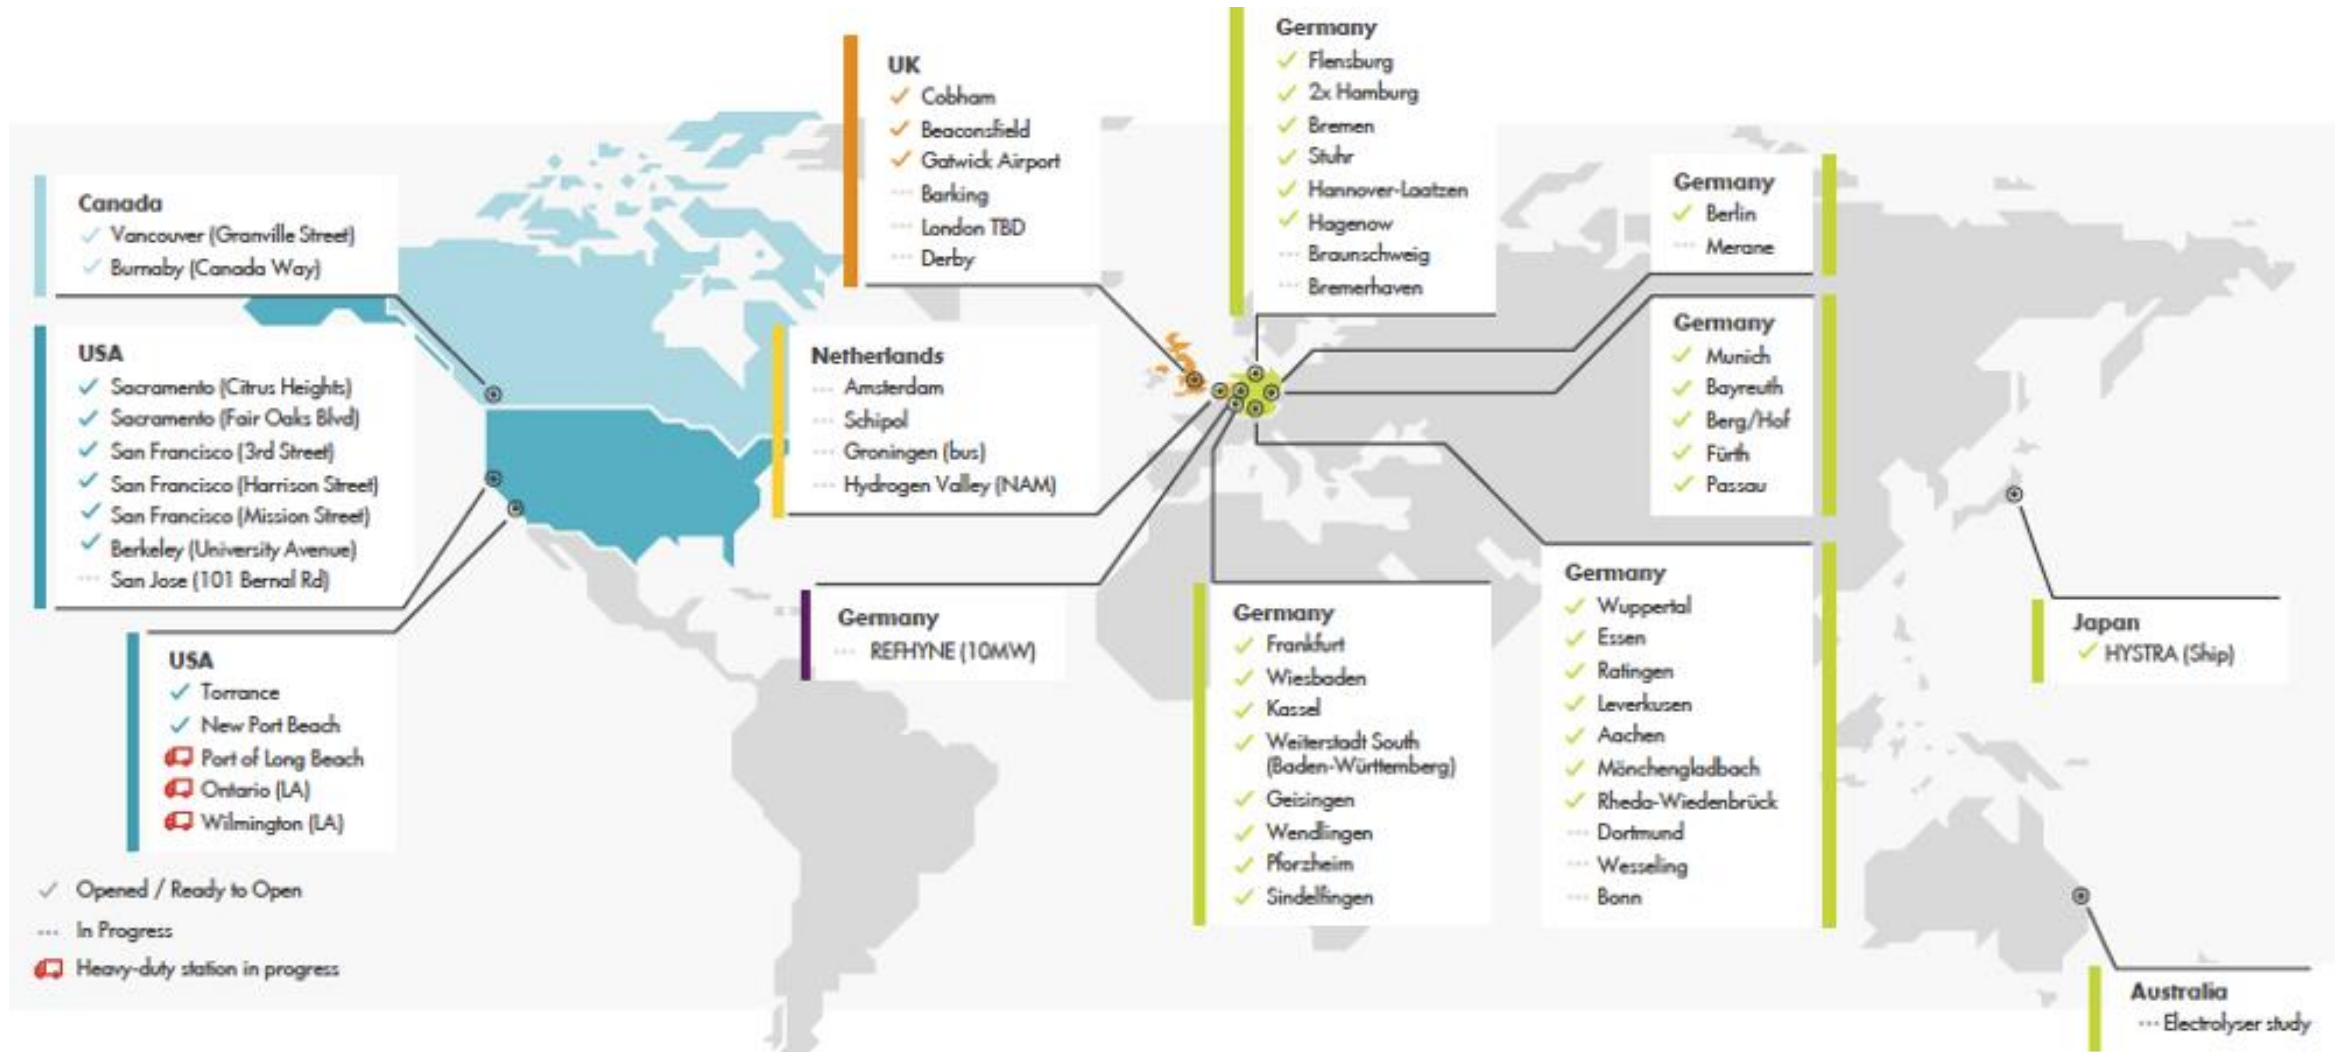 Canada
Vancouver (Granville Street)
Burnaby (Canada Way)
USA
Sacramento (Citrus Heights)
Sacramento (Fair Oaks Blvd)
San Francisco (3rd Street)
San Francisco (Harrison Street)
San Francisco (Mission Street)
Berkeley (University Avenue)
San Jose (101 Bernal Rd)
USA
Torrance
New Port Beach
Port of Long Beach
Ontario (LA)
Wilmington (LA)
Opened / Ready to Open
In Progress
Heavy-duty station in progress
UK
Cobham
Beaconsfield
Gatwick Airport
Barking
London TBD
Derby
Netherlands
Amsterdam
Schipol
Groningen (bus)
Hydrogen Valley (NAM)
Germany
REFHYNE (10MW)
Germany
Flensburg
2x Hamburg
Bremen
Stuhr
Hannover-Laatzen
Hagenow
Braunschweig
Bremerhaven
Germany
Frankfurt
Wiesbaden
Kassel
Weiterstadt South
(Baden-Württemberg)
Geisingen
Wendlingen
Pforzheim
Sindelfingen
Germany
Berlin
Merane
Germany
Munich
Bayreuth
Berg/Hof
Fürth
Passau
Germany
Wuppertal
Essen
Ratingen
Leverkusen
Aachen
Mönchengladbach
Rheda-Wiedenbrück
Dortmund
Wesseling
Bonn
Japan
HYSTRA (Ship)
Australia
Electrolyser study